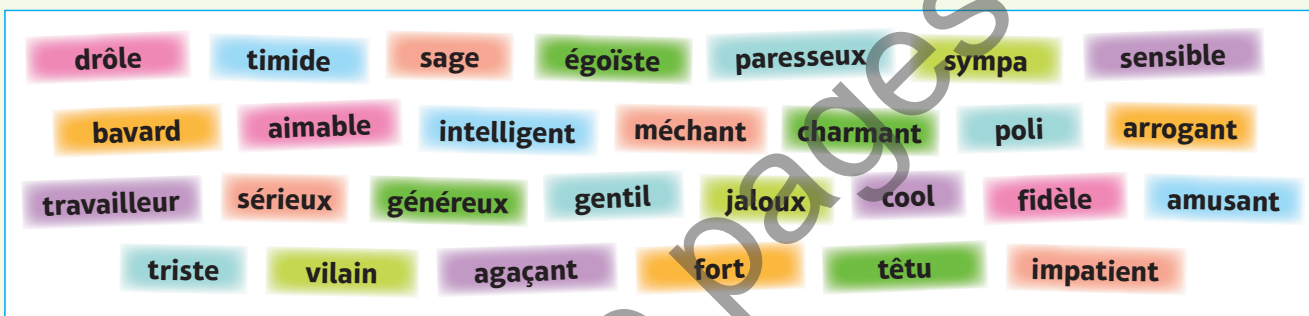 drôle timide sage égoïste paresseux sympa sensible
bavard aimable intelligent méchant charmant poli arrogant
travailleur sérieux généreux gentil jaloux cool fidèle amusant
triste vilain agaçant fort têtu impatient
pages